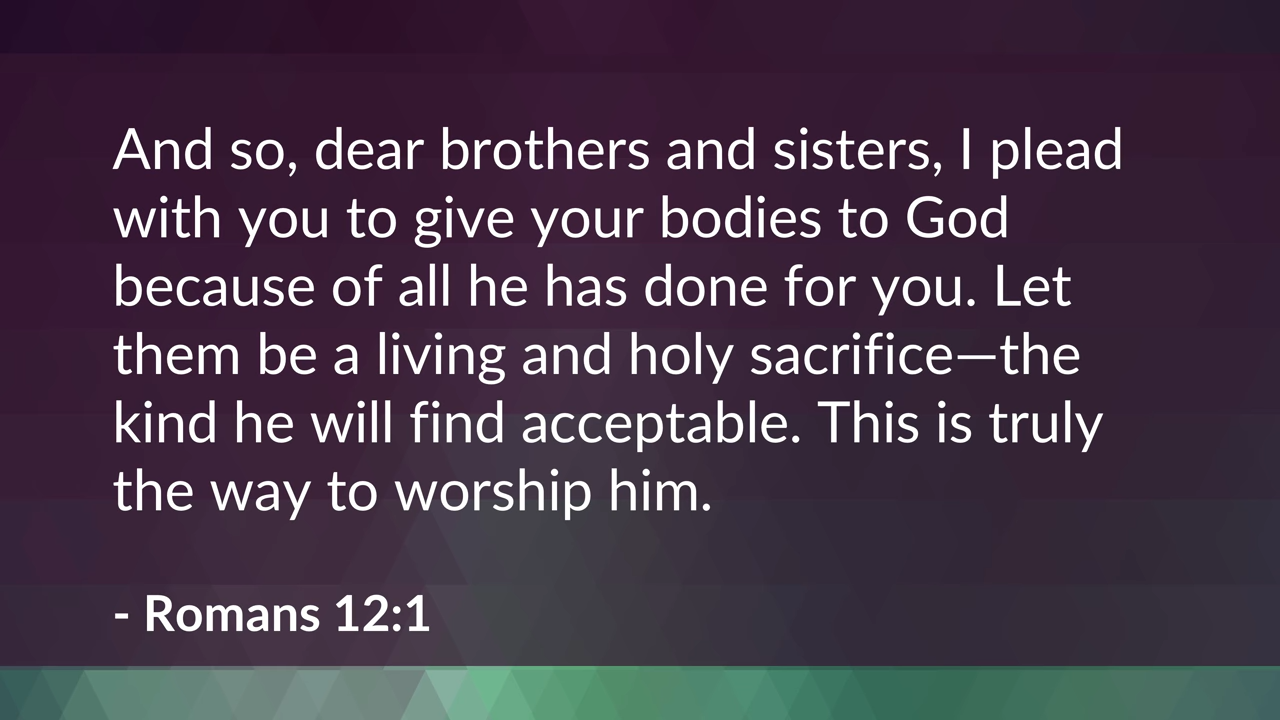 And so, dear brothers and sisters, I plead
with you to give your bodies to God
because of all he has done for you. Let
them be a living and holy sacrifice—the
kind he will find acceptable. This is truly
the way to worship him.
- Romans 12:1